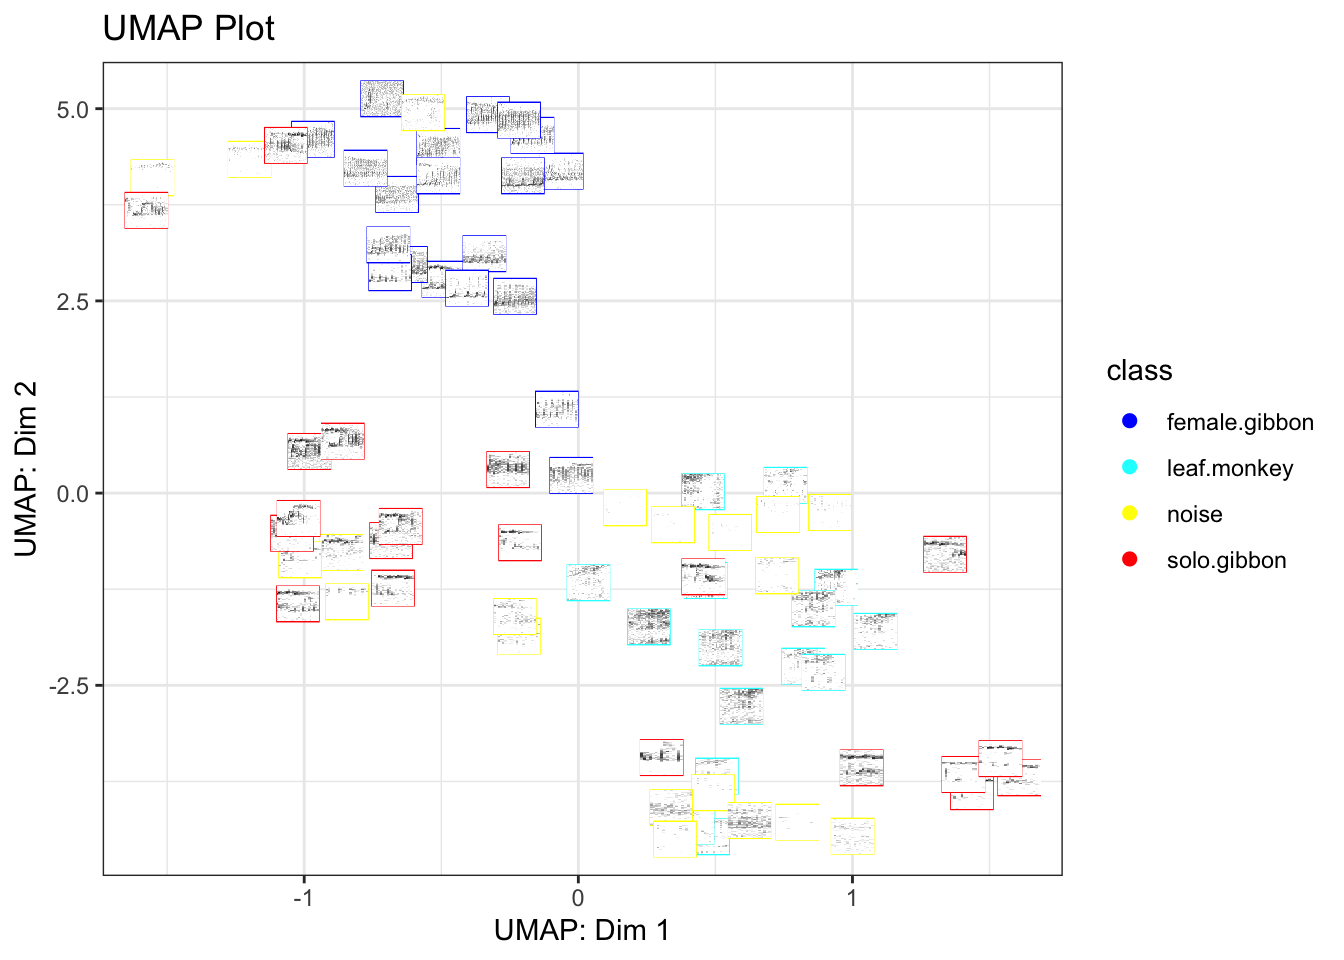 UMAP Plot
5.0
2.5
0.0
-2.5
-1
0
1
UMAP: Dim 1
UMAP: Dim 2
class
female.gibbon
leaf.monkey
noise
solo.gibbon